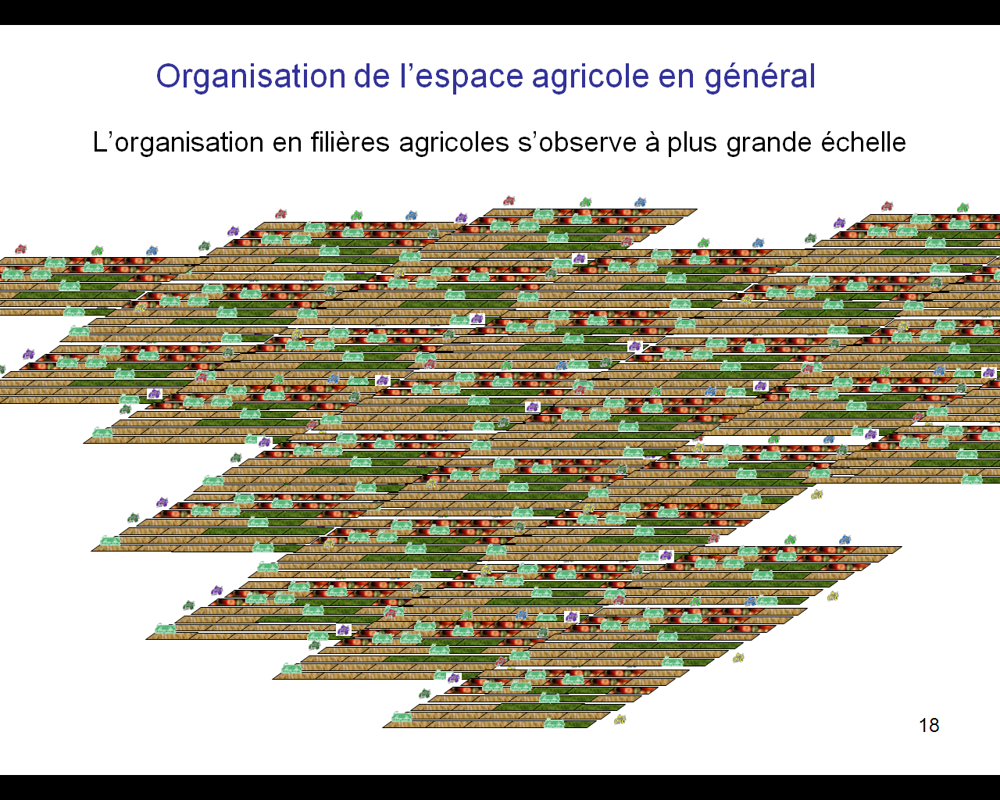 Organisation de l’espace agricole en général
L’organisation en filières agricoles s’observe à plus grande échelle
18